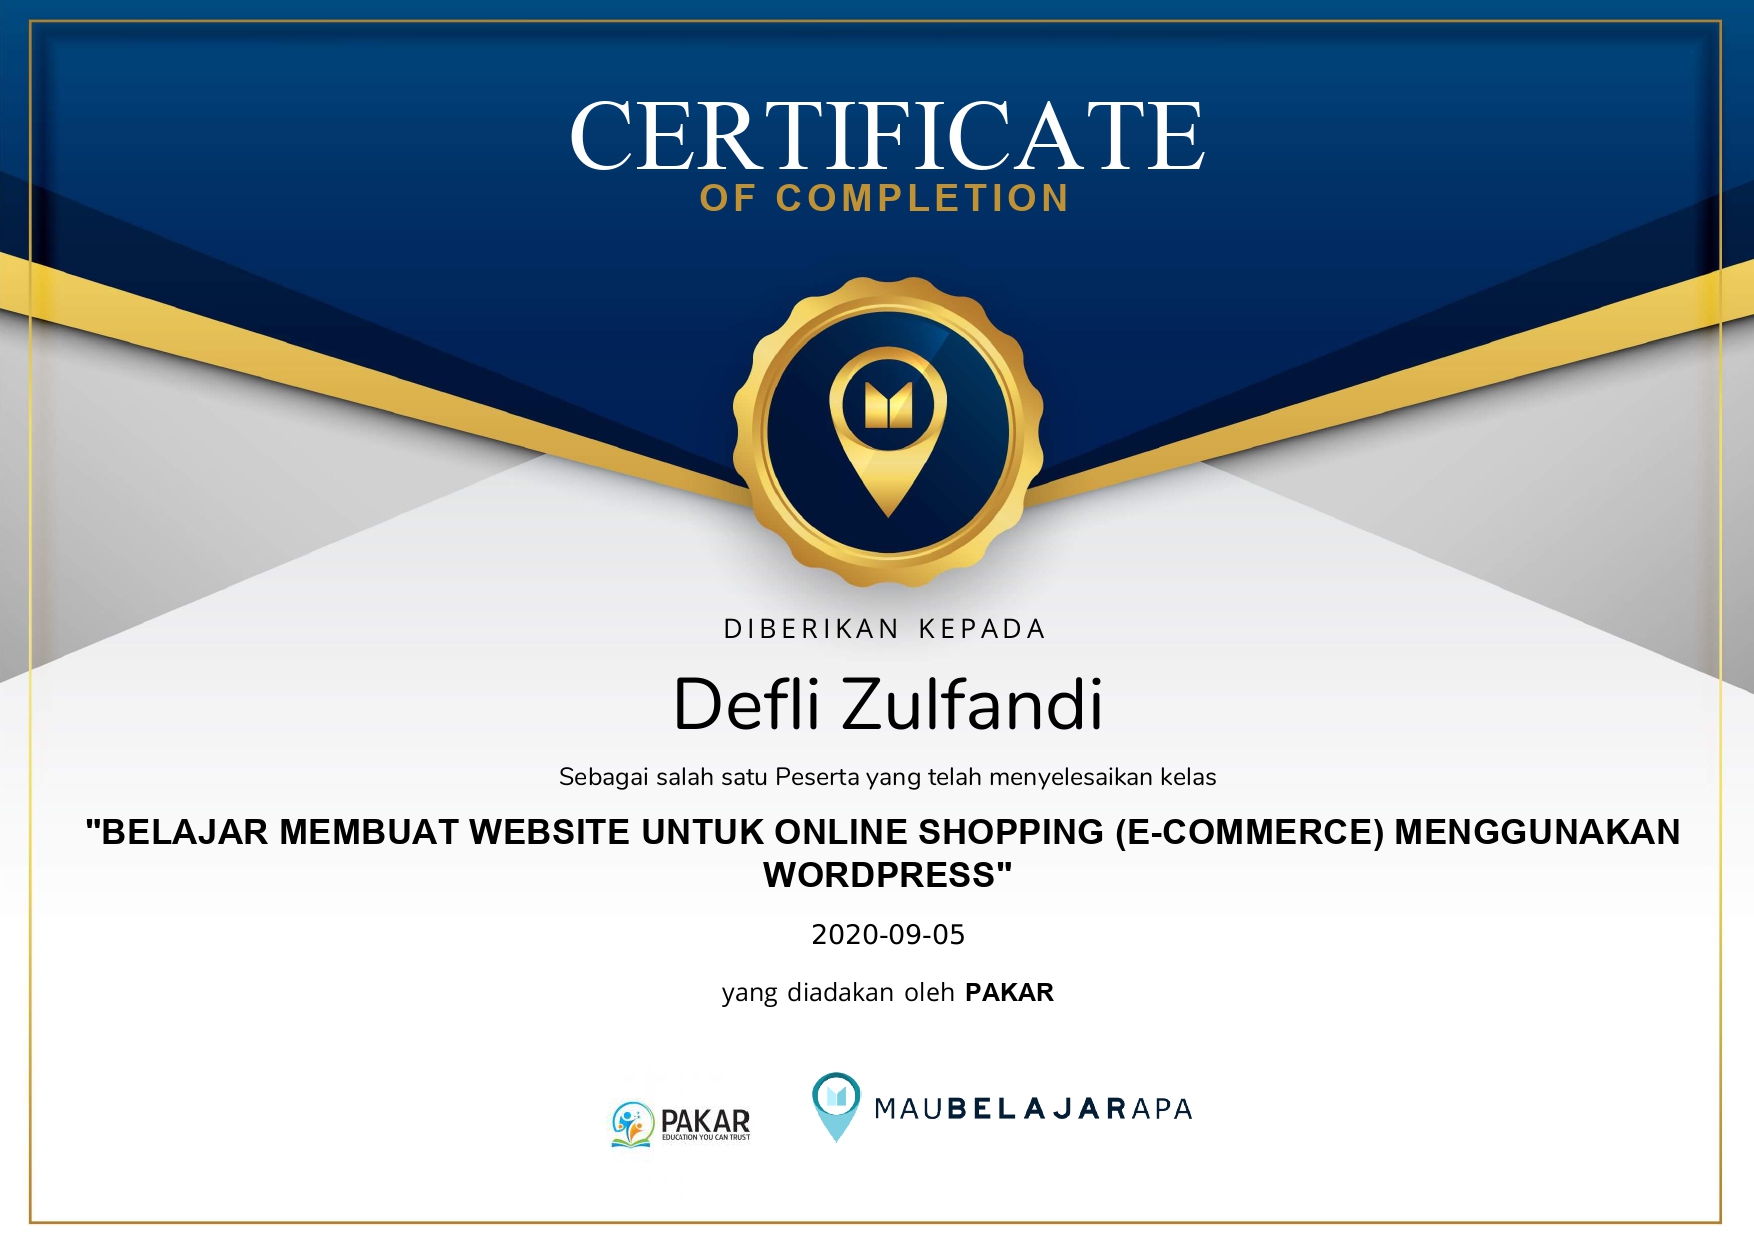 CERTIFICATE
OF COMPLETION
DIBERIKAN KEPADA
Defli Zulfandi
Sebagai salah satu Peserta yang telah menyelesaikan kelas
"BELAJAR MEMBUAT WEBSITE UNTUK ONLINE SHOPPING (E-COMMERCE) MENGGUNAKAN
WORDPRESS"
2020-09-05
yang diadakan oleh PAKAR
PAKAR
EDUCATION YOU CAN TRUST
MAUBELAJARAPA